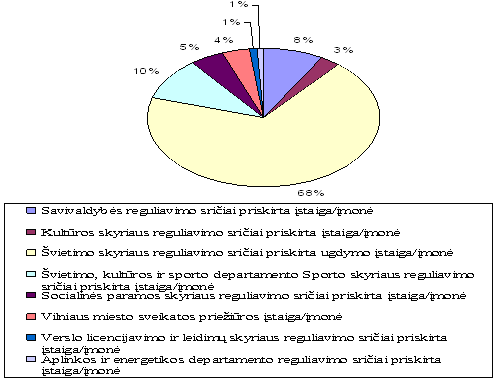 1%
1%
8%
4%
3%
5%
10%
68%
Savivaldybės reguliavimo sričiai priskirta įstaiga/įmonė
Kultūros skyriaus reguliavimo sričiai priskirta įstaiga/įmonė
Švietimo skyriaus reguliavimo sričiai priskirta ugdymo įstaiga/įmonė
Švietimo, kultūros ir sporto departamento Sporto skyriaus reguliavimo
sričiai priskirta įstaiga/įmonė
Socialinės paramos skyriaus reguliavimo sričiai priskirta įstaiga/įmonė
Vilniaus miesto sveikatos priežiūros įstaiga/įmonė
Verslo licencijavimo ir leidimų skyriaus reguliavimo sričiai priskirta
įstaiga/įmonė
Aplinkos ir energetikos departamento reguliavimo sričiai priskirta
įstaiga/įmonė